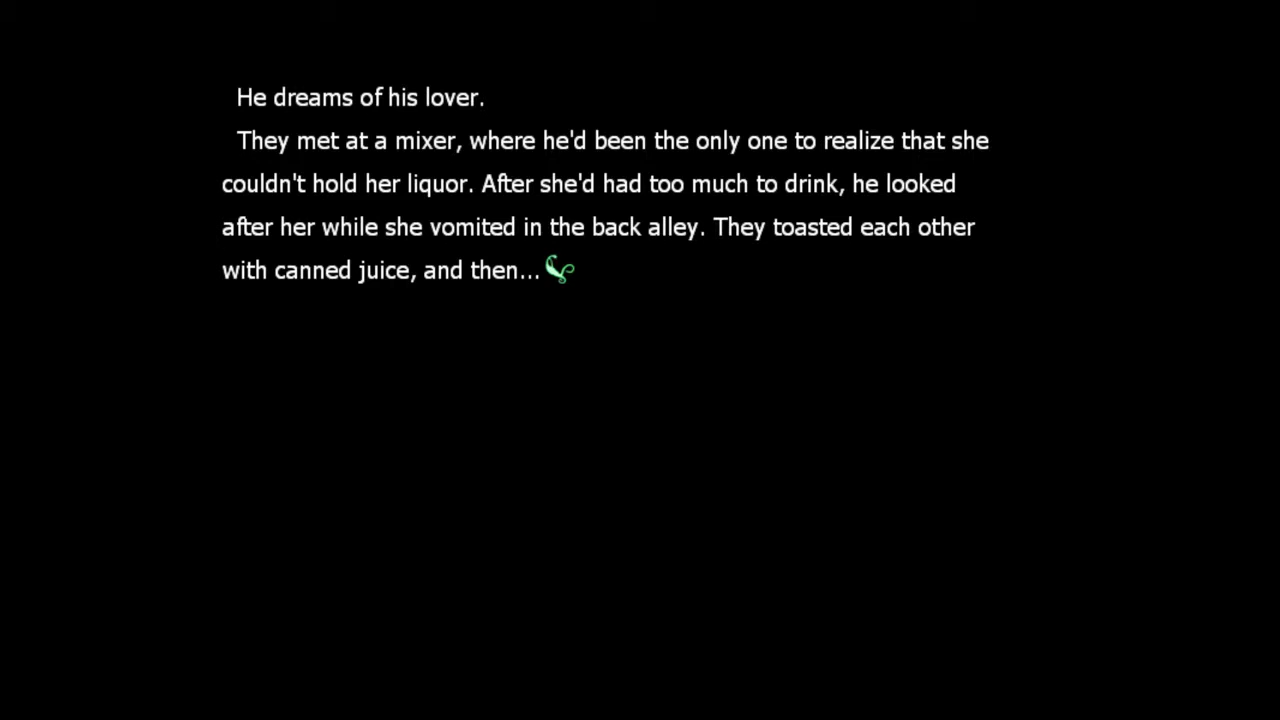 He dreams of his lover.
They met at a mixer, where he'd been the only one to realize that she
couldn't hold her liquor. After she'd had too much to drink, he looked
after her while she vomited in the back alley. They toasted each other
with canned juice, and then...